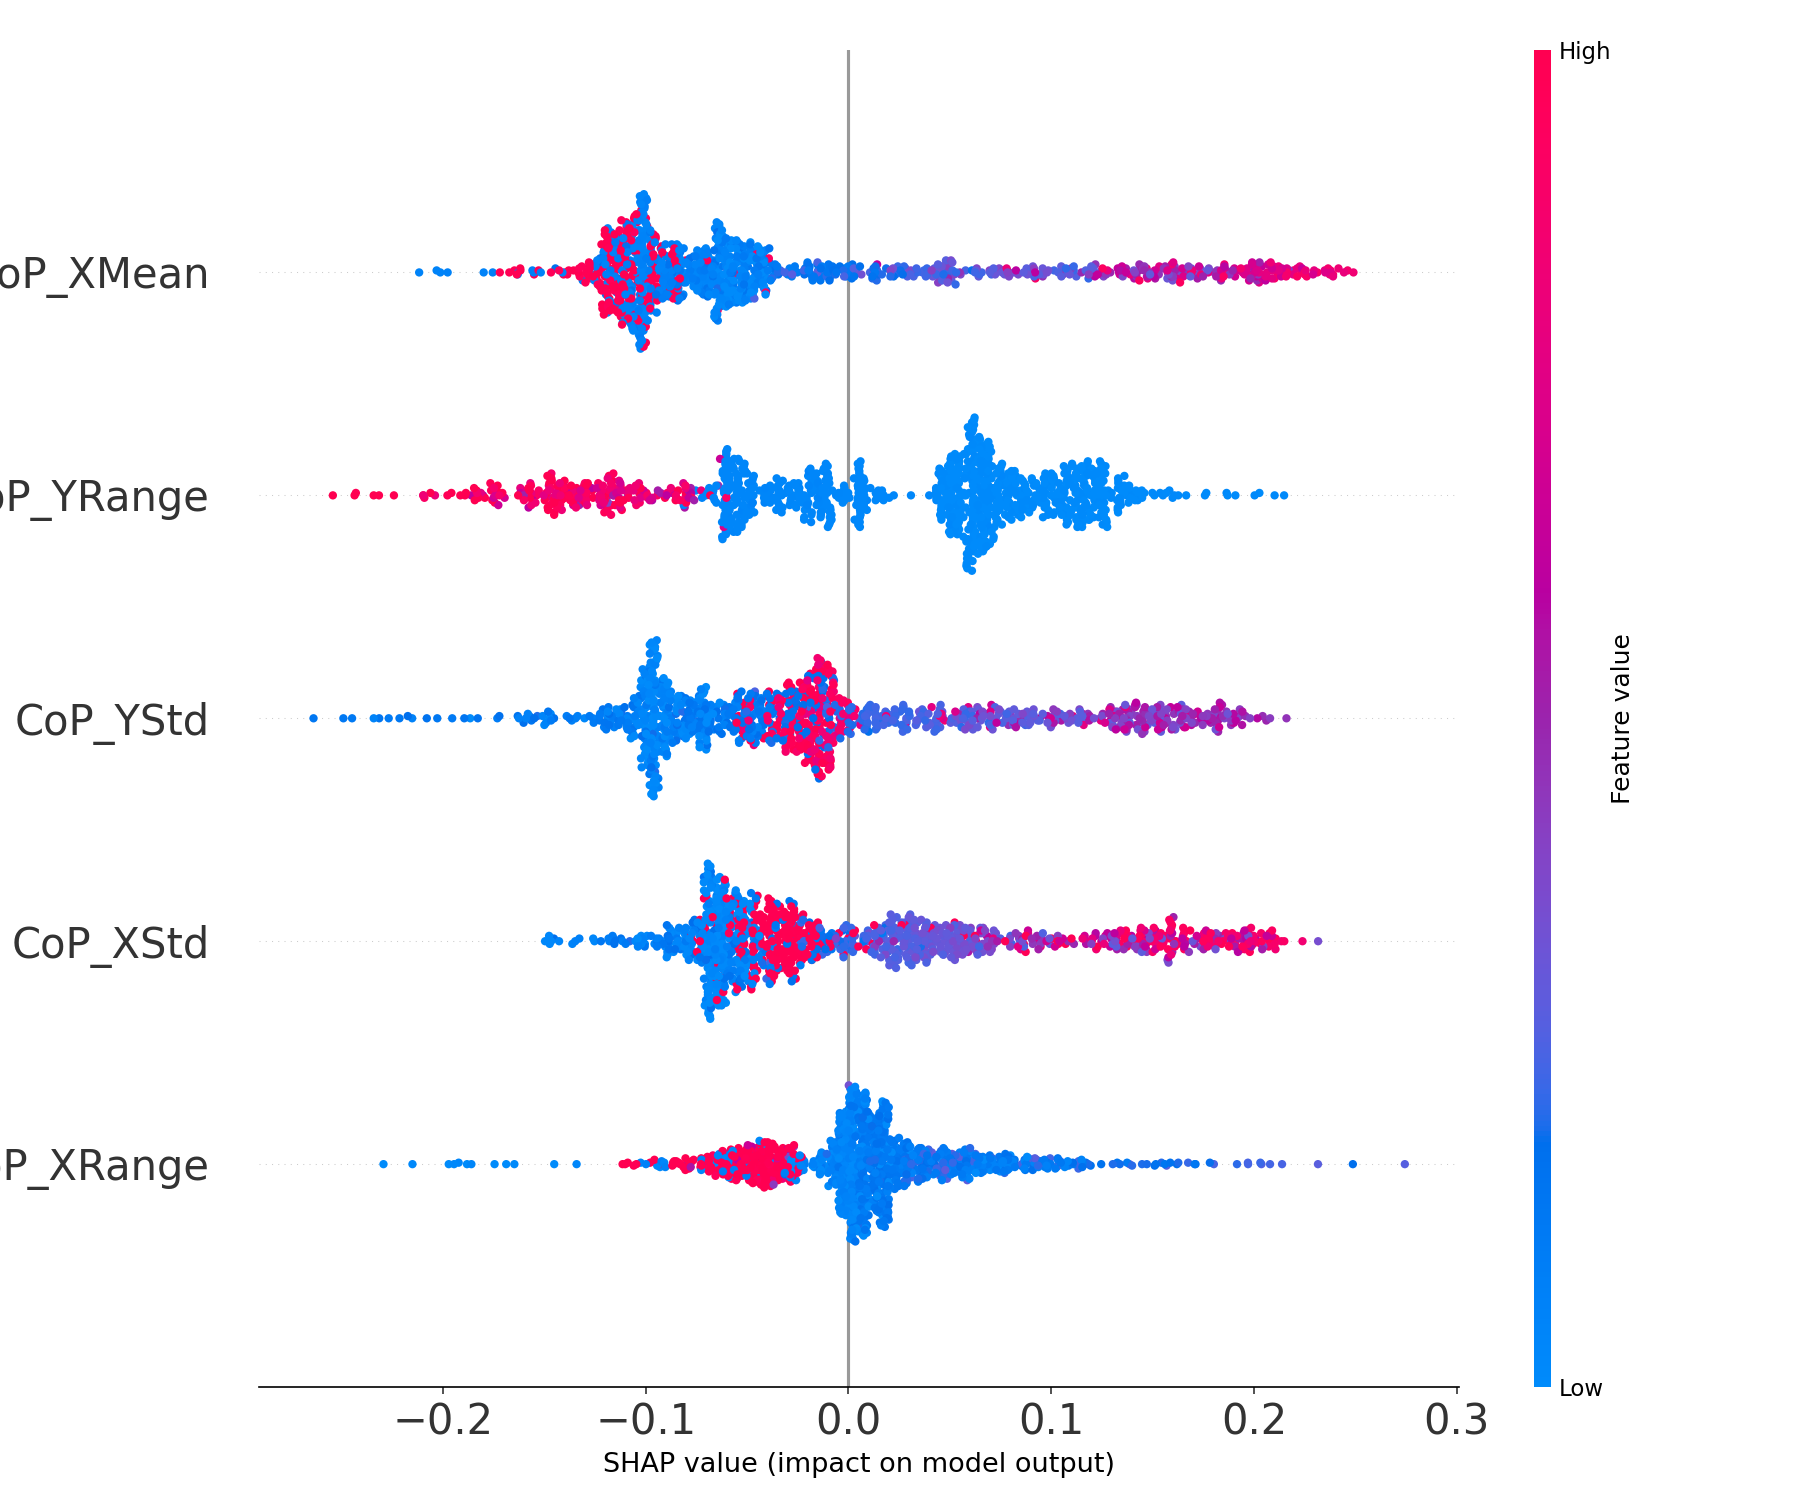 High
oP_XMean
oP_YRange
CoP_YStd
Feature value
CoP_XStd
oP_XRange
Low
−0.2 −0.1 0.0 0.1 0.2 0.3
SHAP value (impact on model output)